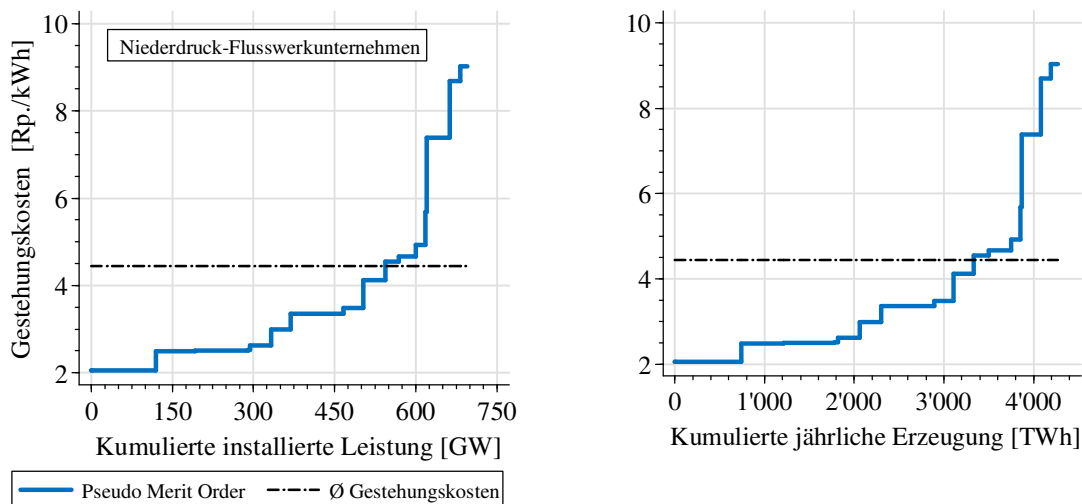 10
8
6
4
2
Gestehungskosten [Rp./kWh]
Niederdruck-Flusswerkunternehmen
0 150 300 450 600 750
Kumulierte installierte Leistung [GW]
10
8
6
4
2
0 1'000 2'000 3'000 4'000
Kumulierte jährliche Erzeugung [TWh]
Pseudo Merit Order Ø Gestehungskosten